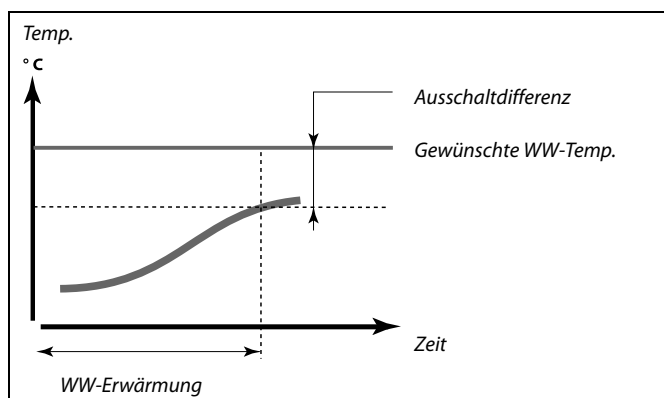 Temp.
° C
Ausschaltdifferenz
Gewünschte WW-Temp.
Zeit
WW-Erwärmung